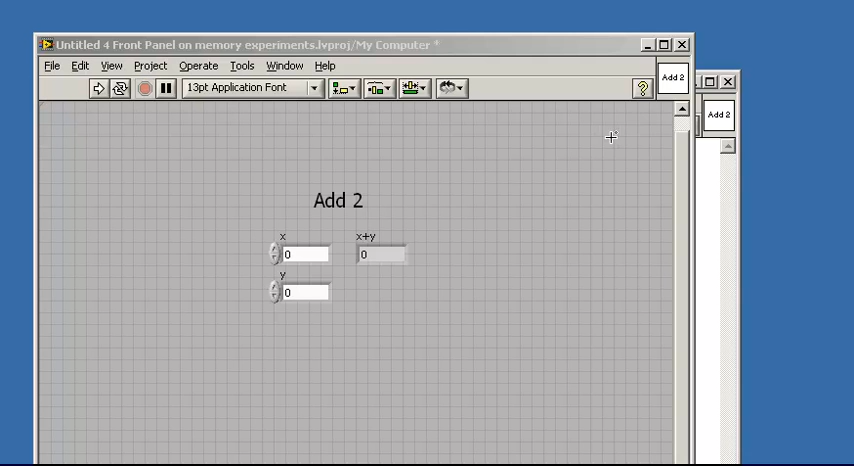 Untitled 4 Front Panel on memory experiments.lvproj/My Computer *
File Edit View Project Operate Tools Window Help
13pt Application Font
?
Add 2
Add 2
Add 2
x
x+y
0
0
y
0